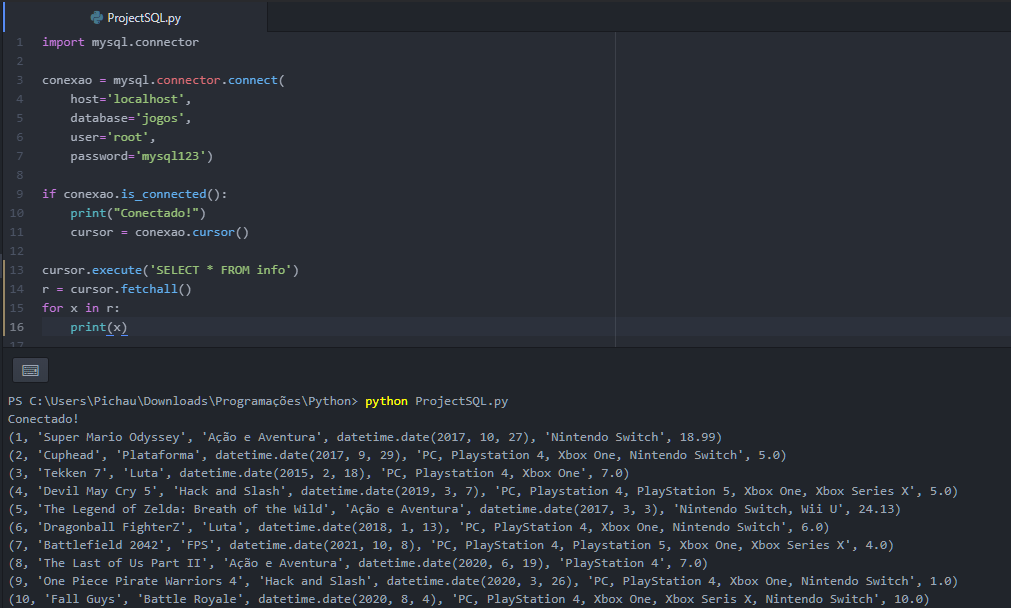 ProjectSQL.py
1 import mysql.connector
2
3 conexao = mysql.connector.connect(
4     host='localhost',
5     database='jogos',
6     user='root',
7     password='mysql123')
8
9 if conexao.is_connected():
10     print("Conectado!")
11     cursor = conexao.cursor()
12
13 cursor.execute('SELECT * FROM info')
14 r = cursor.fetchall()
15 for x in r:
16     print(x)
17
PS C:\Users\Pichau\Downloads\Programações\Python> python ProjectSQL.py
Conectado!
(1, 'Super Mario Odyssey', 'Ação e Aventura', datetime.date(2017, 10, 27), 'Nintendo Switch', 18.99)
(2, 'Cuphead', 'Plataforma', datetime.date(2017, 9, 29), 'PC, Playstation 4, Xbox One, Nintendo Switch', 5.0)
(3, 'Tekken 7', 'Luta', datetime.date(2015, 2, 18), 'PC, Playstation 4, Xbox One', 7.0)
(4, 'Devil May Cry 5', 'Hack and Slash', datetime.date(2019, 3, 7), 'PC, Playstation 4, PlayStation 5, Xbox One, Xbox Series X', 5.0)
(5, 'The Legend of Zelda: Breath of the Wild', 'Ação e Aventura', datetime.date(2017, 3, 3), 'Nintendo Switch, Wii U', 24.13)
(6, 'Dragonball FighterZ', 'Luta', datetime.date(2018, 1, 13), 'PC, PlayStation 4, Xbox One, Nintendo Switch', 6.0)
(7, 'Battlefield 2042', 'FPS', datetime.date(2021, 10, 8), 'PC, PlayStation 4, Playstation 5, Xbox One, Xbox Series X', 4.0)
(8, 'The Last of Us Part II', 'Ação e Aventura', datetime.date(2020, 6, 19), 'PlayStation 4', 7.0)
(9, 'One Piece Pirate Warriors 4', 'Hack and Slash', datetime.date(2020, 3, 26), 'PC, PlayStation 4, Xbox One, Nintendo Switch', 1.0)
(10, 'Fall Guys', 'Battle Royale', datetime.date(2020, 8, 4), 'PC, PlayStation 4, Xbox One, Xbox Seris X, Nintendo Switch', 10.0)